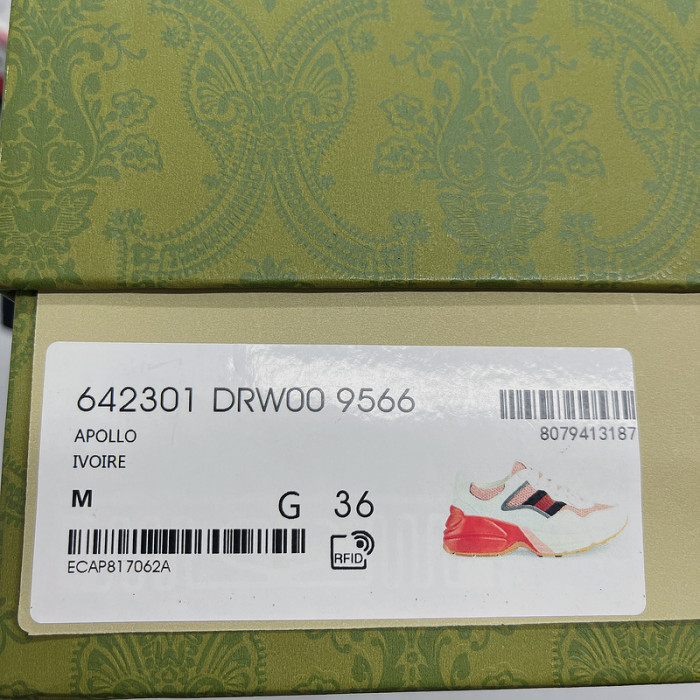 642301 DRW00 9566
8079413187
APOLLO
IVOIRE
M
G 36
RFID
ECAP817062A